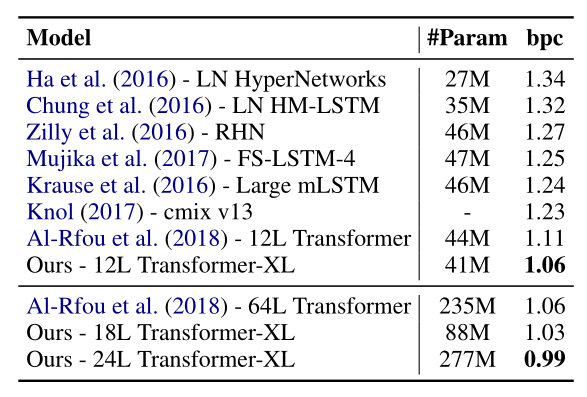 Model #Param bpc
Ha et al. (2016) - LN HyperNetworks 27M 1.34
Chung et al. (2016) - LN HM-LSTM 35M 1.32
Zilly et al. (2016) - RHN 46M 1.27
Mujika et al. (2017) - FS-LSTM-4 47M 1.25
Krause et al. (2016) - Large mLSTM 46M 1.24
Knol (2017) - cmix v13 - 1.23
Al-Rfou et al. (2018) - 12L Transformer 44M 1.11
Ours - 12L Transformer-XL 41M 1.06
Al-Rfou et al. (2018) - 64L Transformer 235M 1.06
Ours - 18L Transformer-XL 88M 1.03
Ours - 24L Transformer-XL 277M 0.99